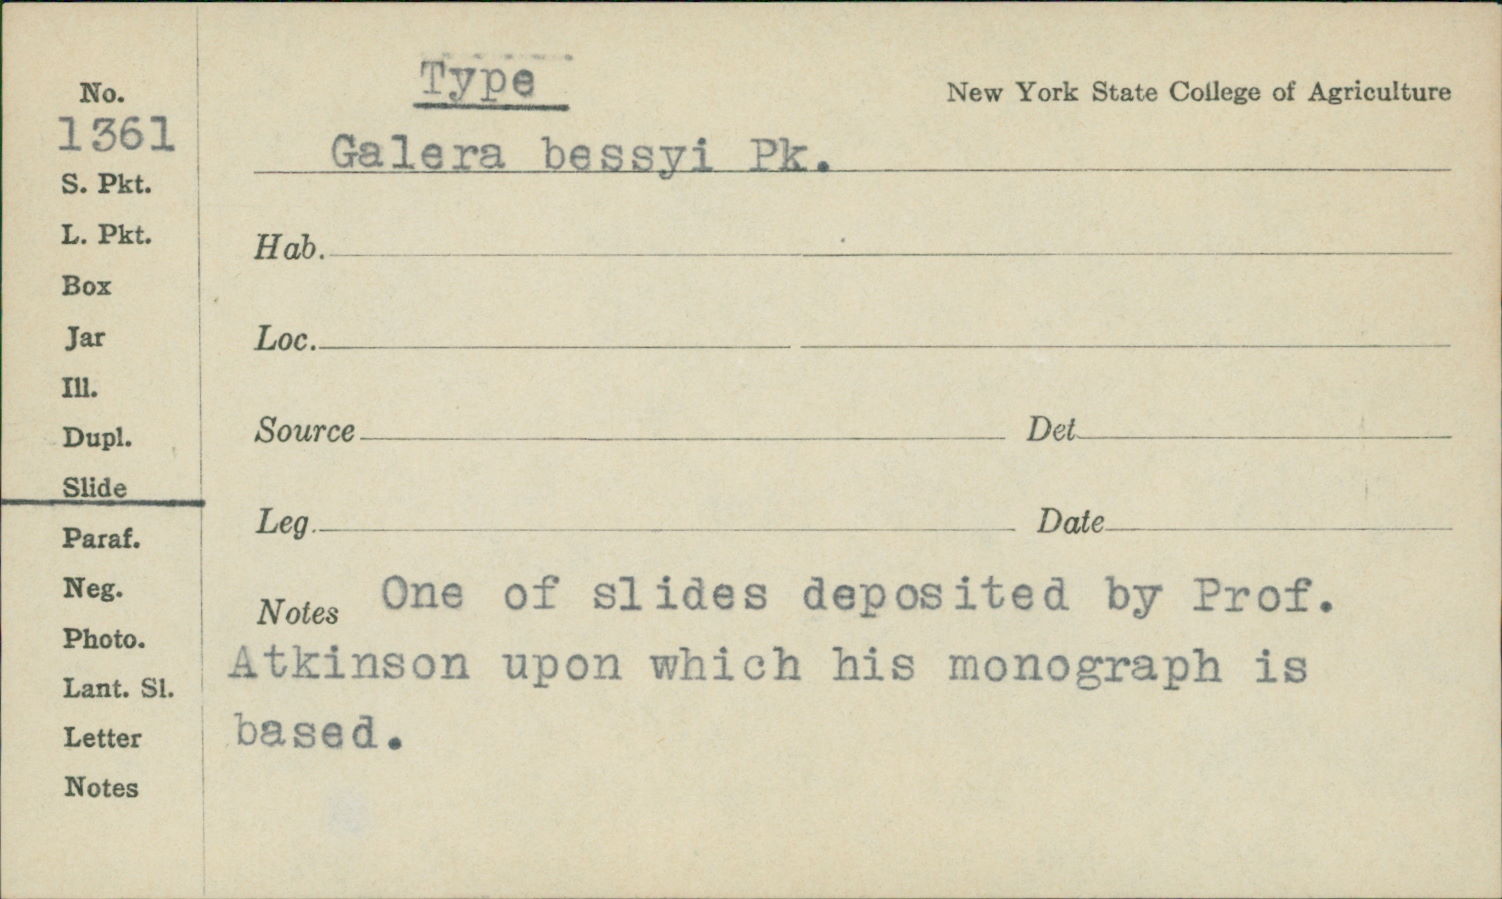 Type
New York State College of Agriculture
No.
1361
Galera bessyi Pk.
S. Pkt.
L. Pkt.
Hab.
Box
Jar
Loc.
Ill.
Dupl.
Source Det.
Slide
Leg. Date
Paraf.
Neg.
Notes One of slides deposited by Prof.
Photo.
Atkinson upon which his monograph is
Lant. Sl.
based.
Letter
Notes